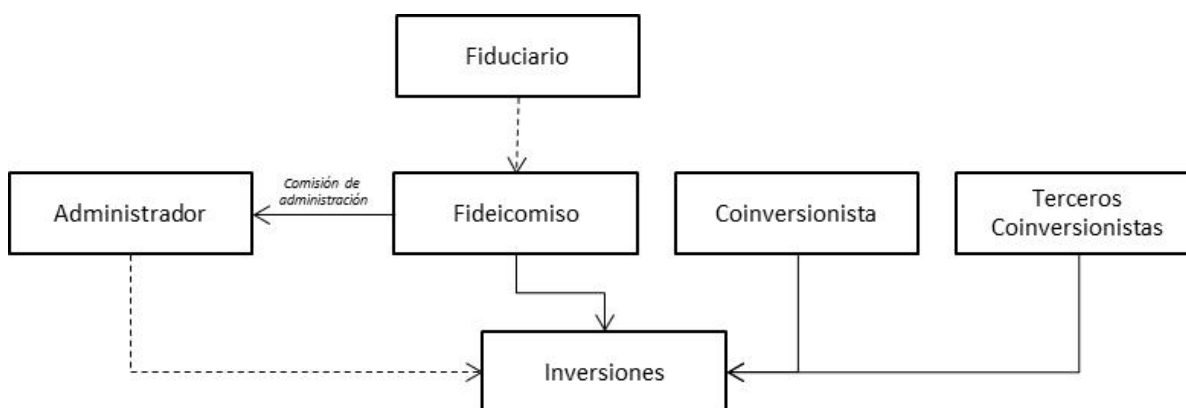 Fiduciario
Comisión de
administración
Administrador
Fideicomiso
Coinversionista
Terceros
Coinversionistas
Inversiones